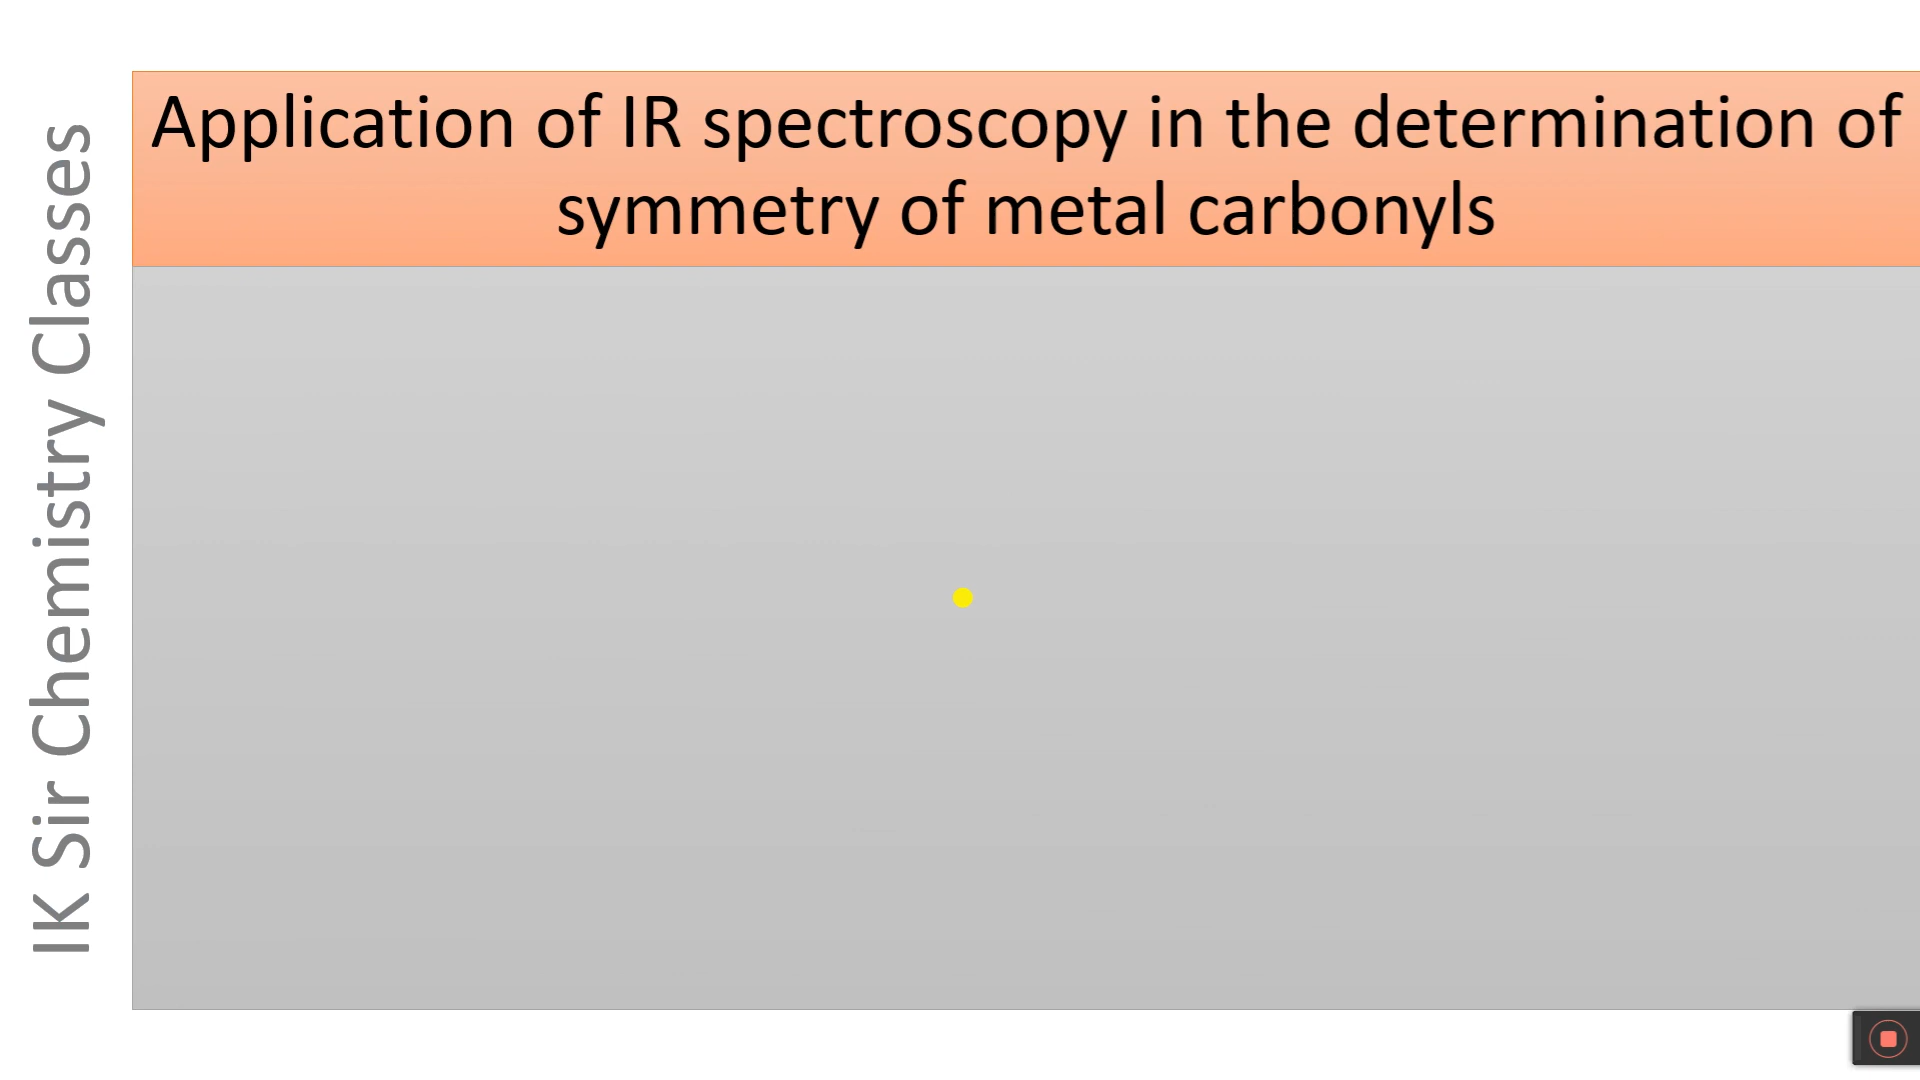 Application of IR spectroscopy in the determination of
symmetry of metal carbonyls
IK Sir Chemistry Classes